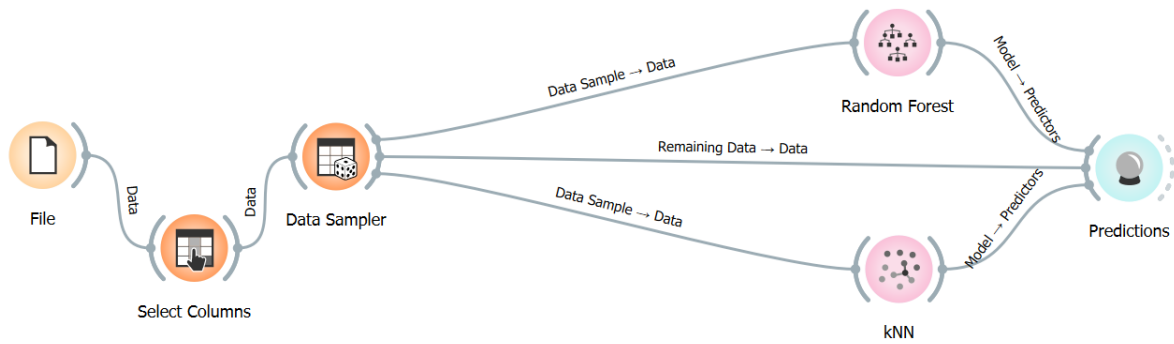 Data Sample → Data
Random Forest
Model → Predictors
File
Data
Select Columns
Data
Data Sampler
Remaining Data → Data
Data Sample → Data
kNN
Model → Predictors
Predictions